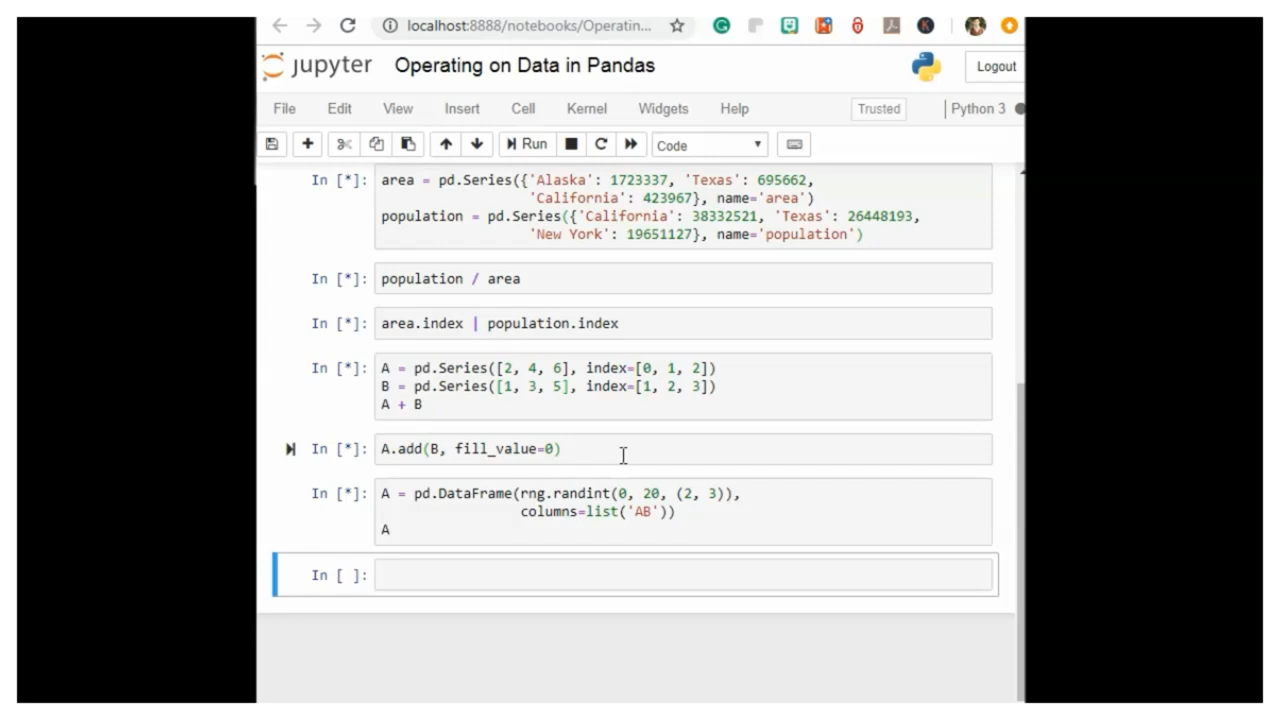 localhost:8888/notebooks/Operatin...
jupyter Operating on Data in Pandas Logout
File Edit View Insert Cell Kernel Widgets Help Trusted Python 3
Run Code
In [*]: area = pd.Series({'Alaska': 1723337, 'Texas': 695662,
'California': 423967}, name='area')
population = pd.Series({'California': 38332521, 'Texas': 26448193,
'New York': 19651127}, name='population')
In [*]: population / area
In [*]: area.index | population.index
In [*]: A = pd.Series([2, 4, 6], index=[0, 1, 2])
B = pd.Series([1, 3, 5], index=[1, 2, 3])
A + B
In [*]: A.add(B, fill_value=0)
In [*]: A = pd.DataFrame(rng.randint(0, 20, (2, 3)),
columns=list('AB'))
A
In [ ]: